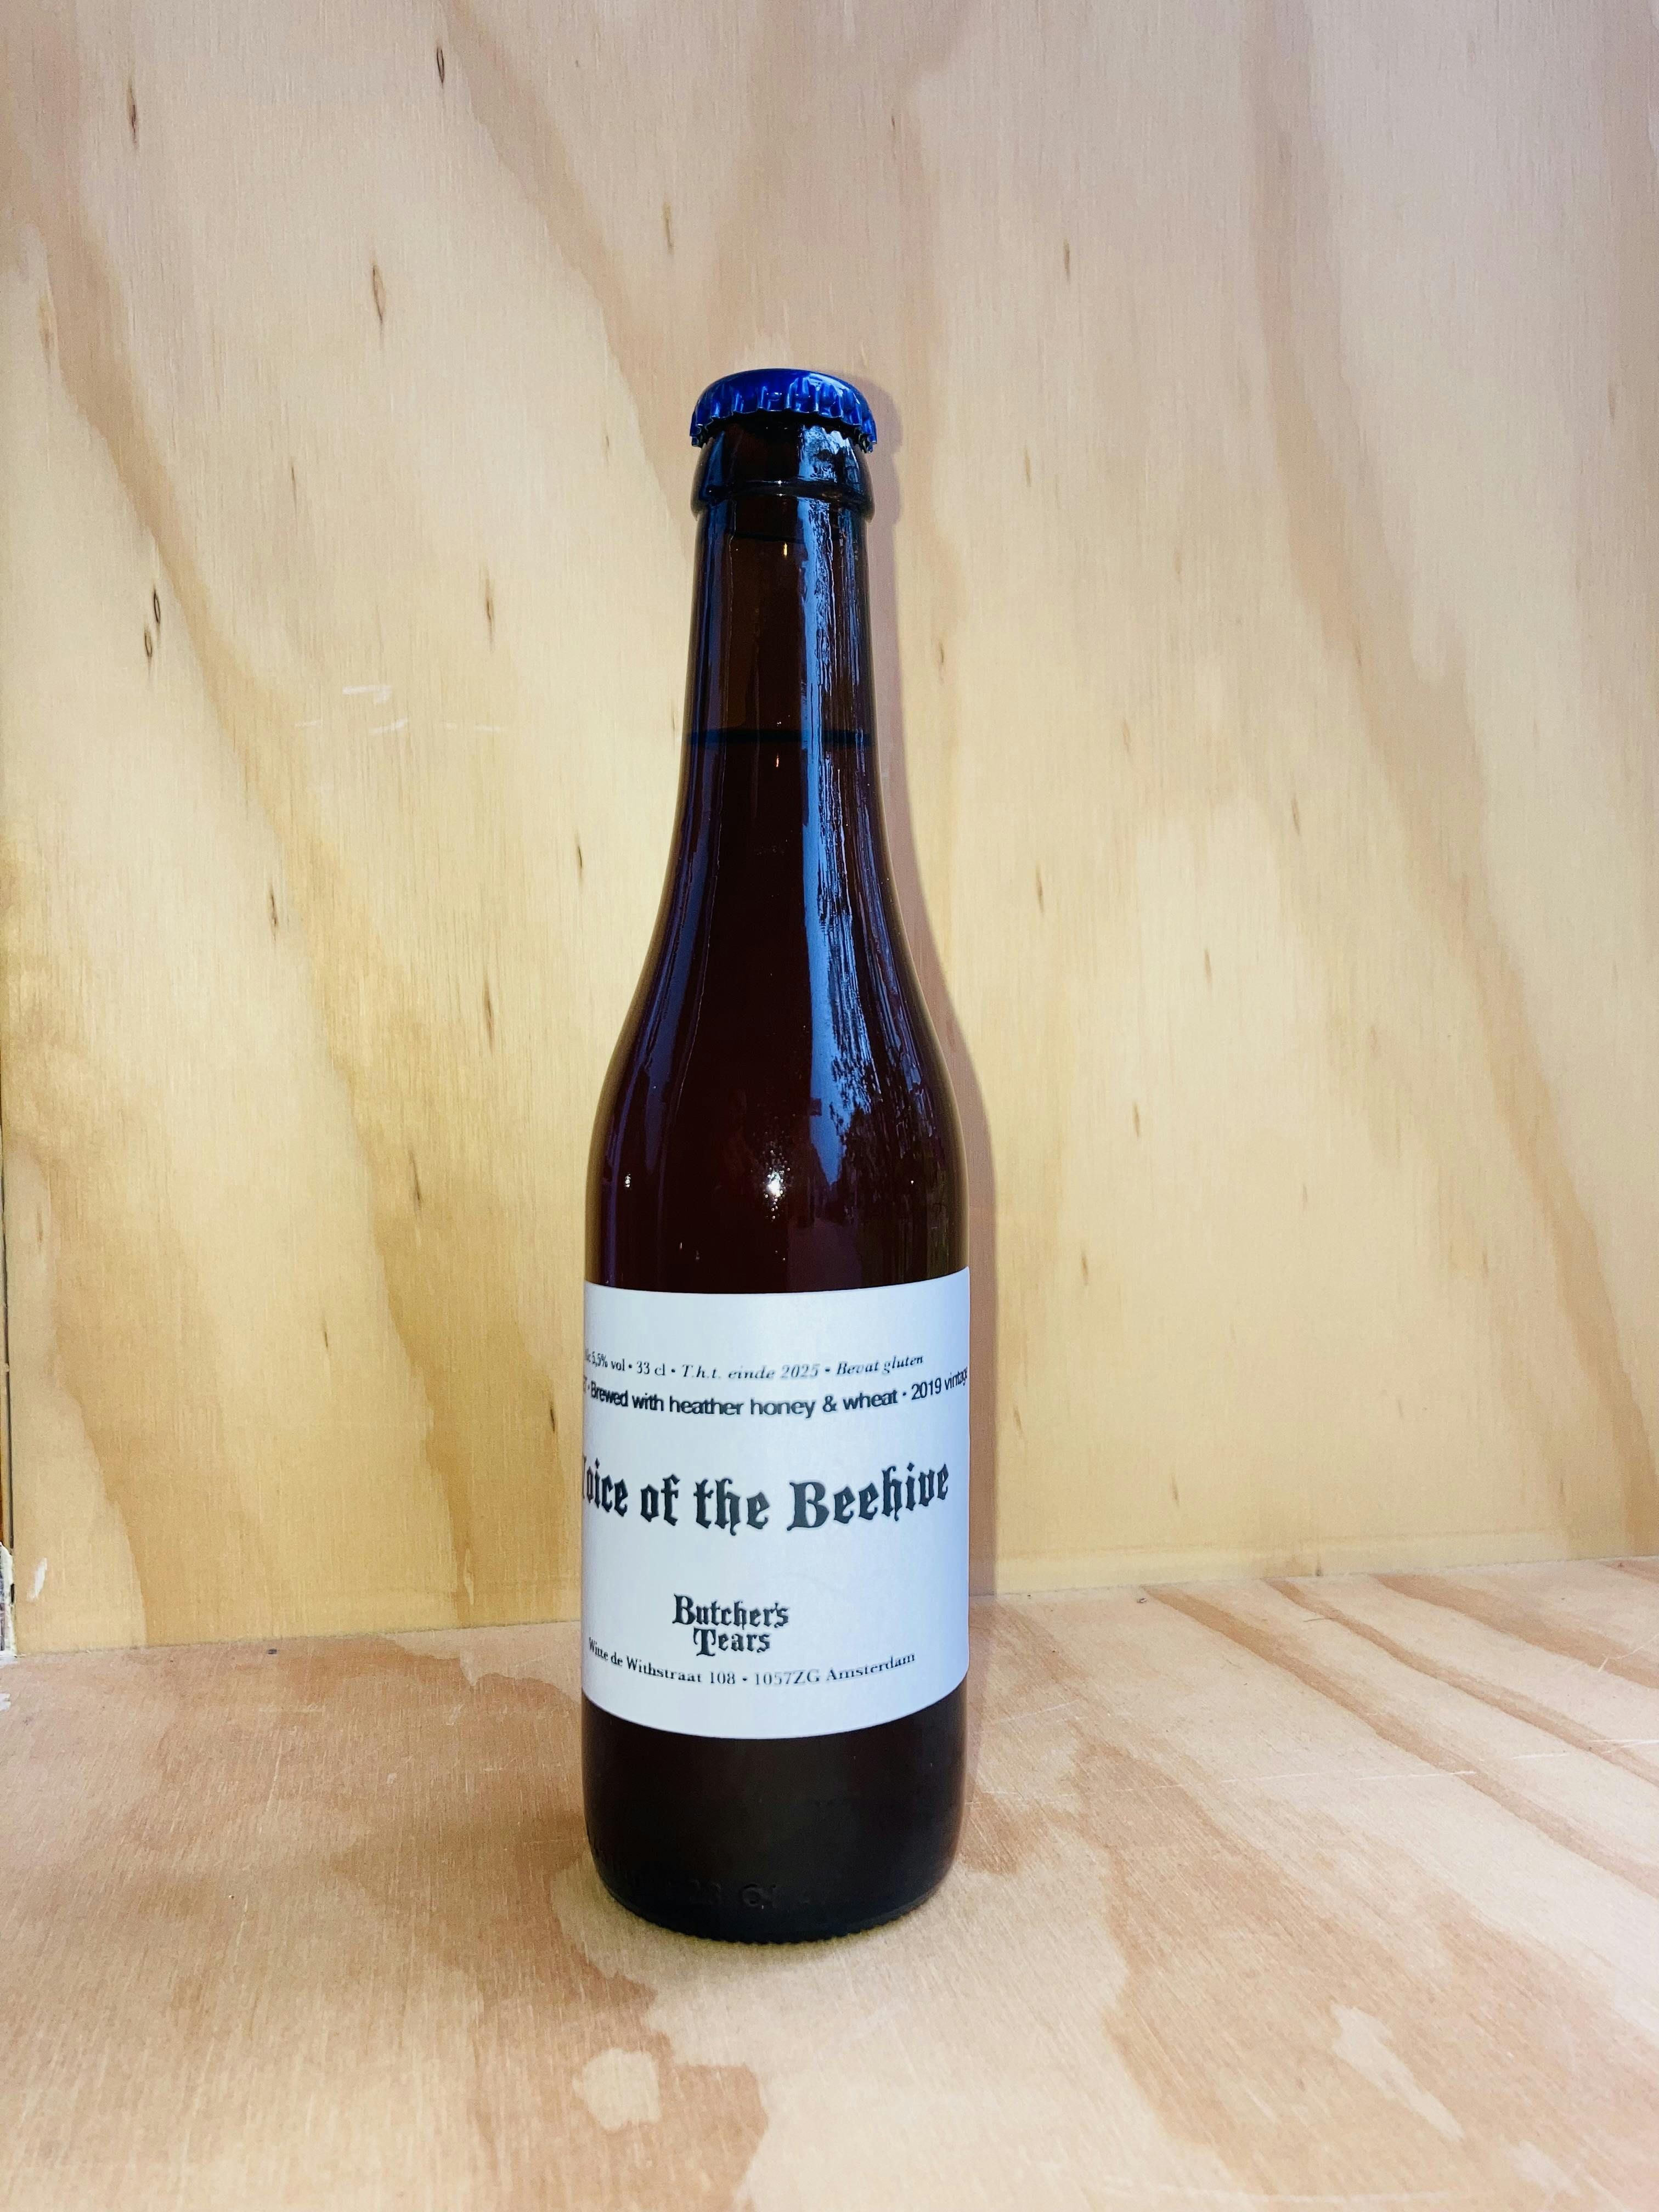 5,5% vol • 33 cl • T.h.t. einde 2025 • Bevat gluten
• Brewed with heather honey & wheat • 2019 vintage
Voice of the Beehive
Butcher's
Tears
Witte de Withstraat 108 • 1057ZG Amsterdam